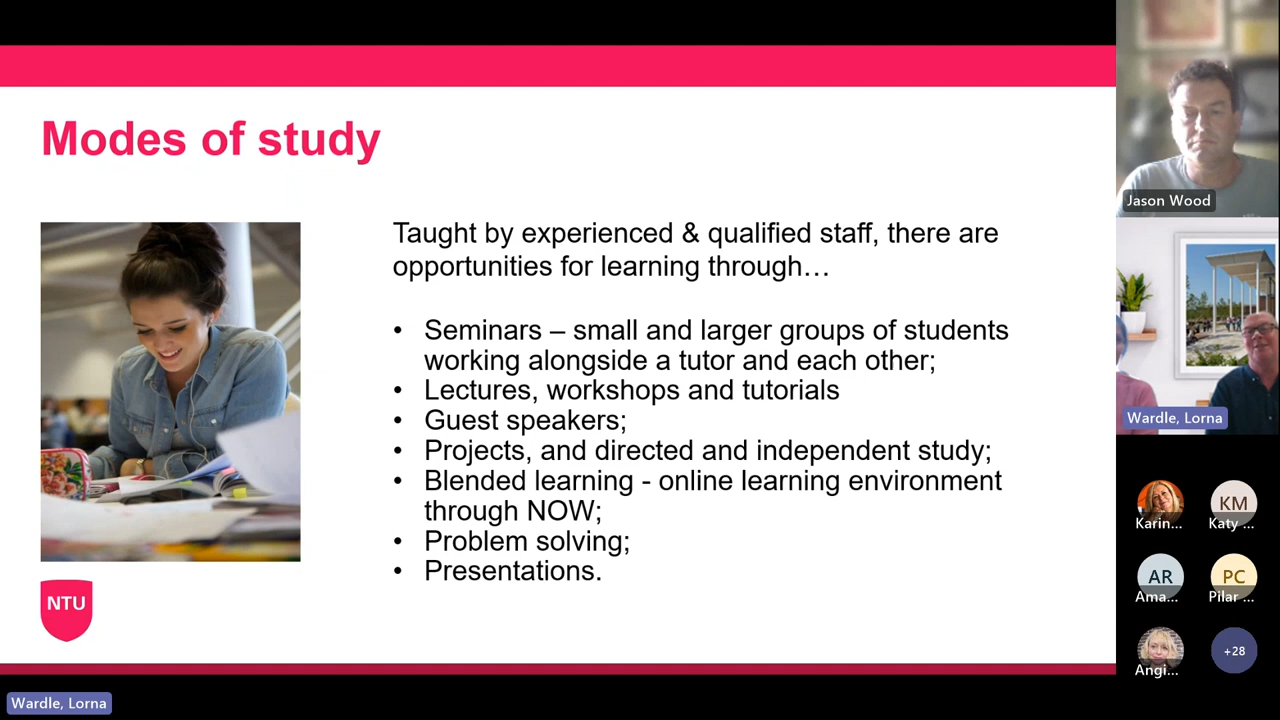 Modes of study
Taught by experienced & qualified staff, there are
opportunities for learning through…
• Seminars – small and larger groups of students
working alongside a tutor and each other;
• Lectures, workshops and tutorials
• Guest speakers;
• Projects, and directed and independent study;
• Blended learning - online learning environment
through NOW;
• Problem solving;
• Presentations.
NTU
Wardle, Lorna
Jason Wood
Wardle, Lorna
Karin...
KM
Katy ...
AR
Ama...
PC
Pilar ...
Angi...
+28